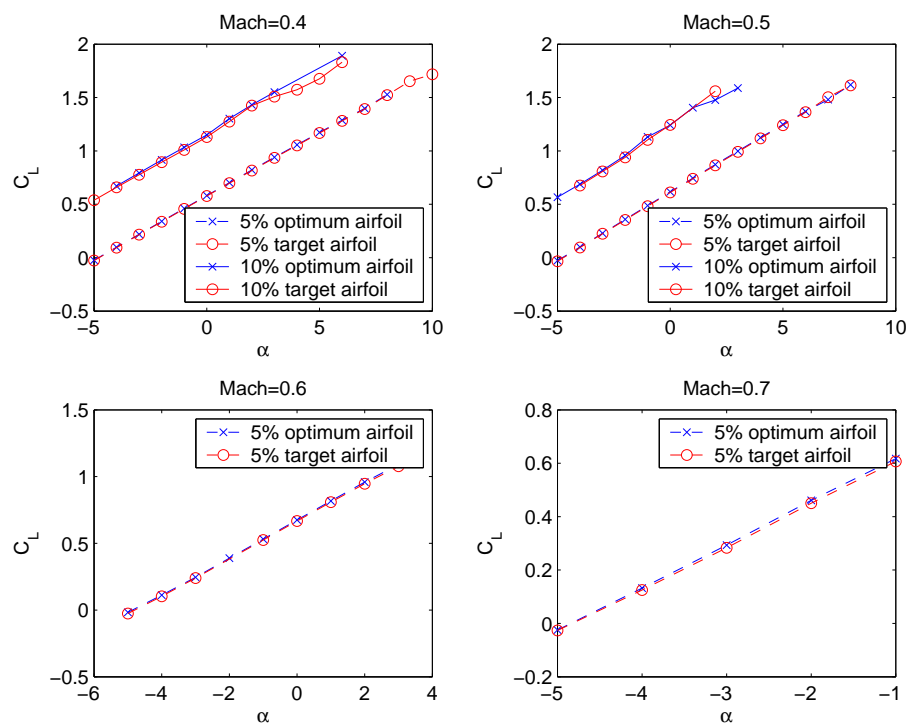 Mach=0.4
2
1.5
1
0.5
0
−0.5
C_L
−5
0
5
10
α
5% optimum airfoil
5% target airfoil
10% optimum airfoil
10% target airfoil
Mach=0.5
2
1.5
1
0.5
0
−0.5
C_L
−5
0
5
10
α
5% optimum airfoil
5% target airfoil
10% optimum airfoil
10% target airfoil
Mach=0.6
1.5
1
0.5
0
−0.5
C_L
−6
−4
−2
0
2
4
α
5% optimum airfoil
5% target airfoil
Mach=0.7
0.8
0.6
0.4
0.2
0
−0.2
C_L
−5
−4
−3
−2
−1
α
5% optimum airfoil
5% target airfoil